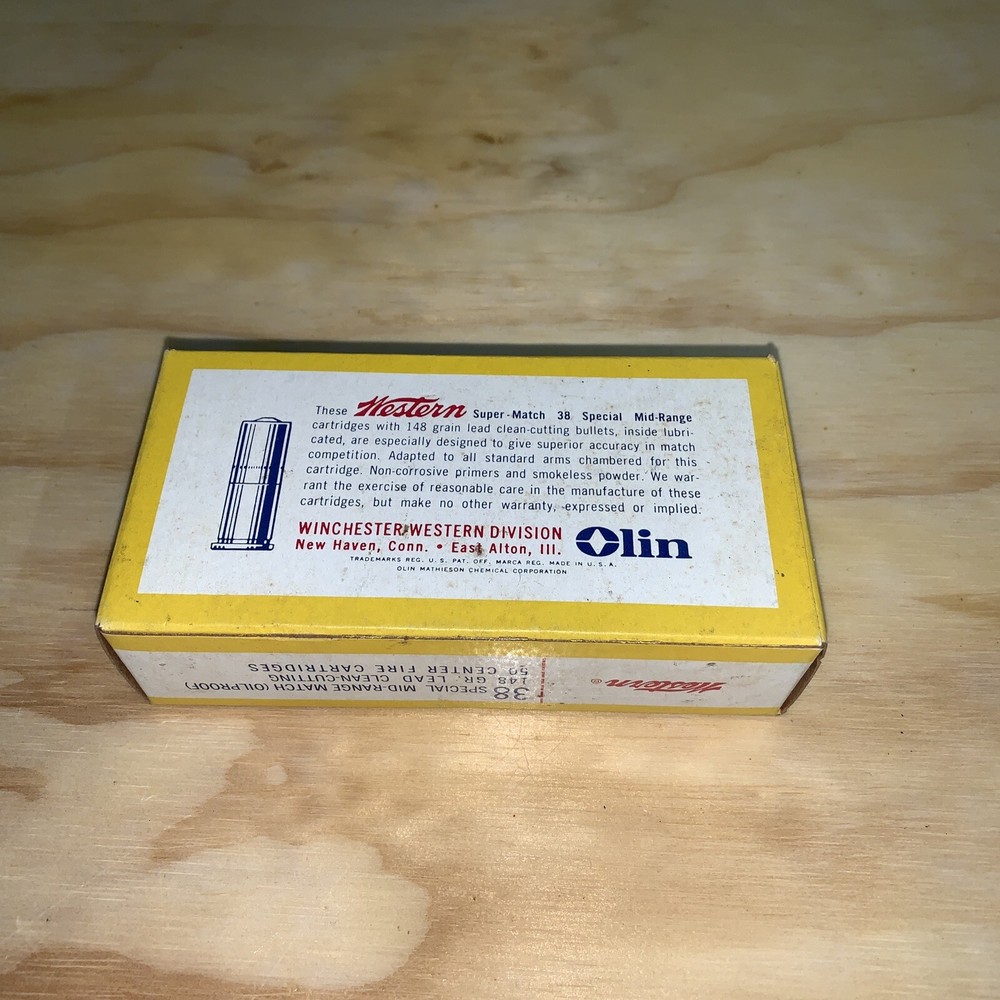 These Western Super-Match 38 Special Mid-Range
cartridges with 148 grain lead clean-cutting bullets, inside lubri-
cated, are especially designed to give superior accuracy in match
competition. Adapted to all standard arms chambered for this
cartridge. Non-corrosive primers and smokeless powder. We war-
rant the exercise of reasonable care in the manufacture of these
cartridges, but make no other warranty, expressed or implied.
WINCHESTER-WESTERN DIVISION
New Haven, Conn. • East Alton, Ill.
Olin
TRADEMARKS REG. U. S. PAT. OFF. MARCA REG. MADE IN U. S. A.
OLIN MATHIESON CHEMICAL CORPORATION
Western ®
38 SPECIAL MID-RANGE MATCH (OILPROOF)
148 GR. LEAD CLEAN-CUTTING
50 CENTER FIRE CARTRIDGES